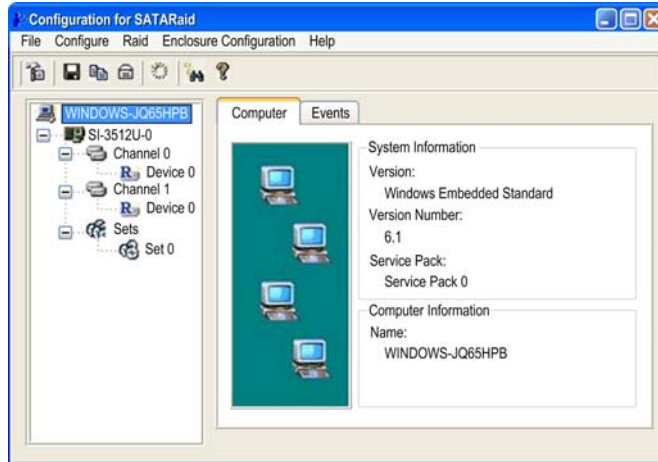 Configuration for SATARaid
File Configure Raid Enclosure Configuration Help
WINDOWS-JQ65HPB
SI-3512U-0
Channel 0
Device 0
Channel 1
Device 0
Sets
Set 0
Computer Events
System Information
Version:
Windows Embedded Standard
Version Number:
6.1
Service Pack:
Service Pack 0
Computer Information
Name:
WINDOWS-JQ65HPB